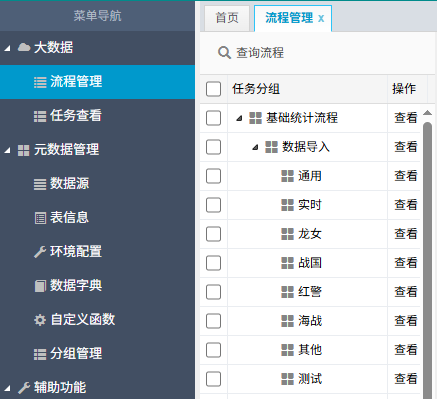 菜单导航
大数据
流程管理
任务查看
元数据管理
数据源
表信息
环境配置
数据字典
自定义函数
分组管理
辅助功能
首页 流程管理 x
查询流程
任务分组 操作
基础统计流程 查看
数据导入 查看
通用 查看
实时 查看
龙女 查看
战国 查看
红警 查看
海战 查看
其他 查看
测试 查看